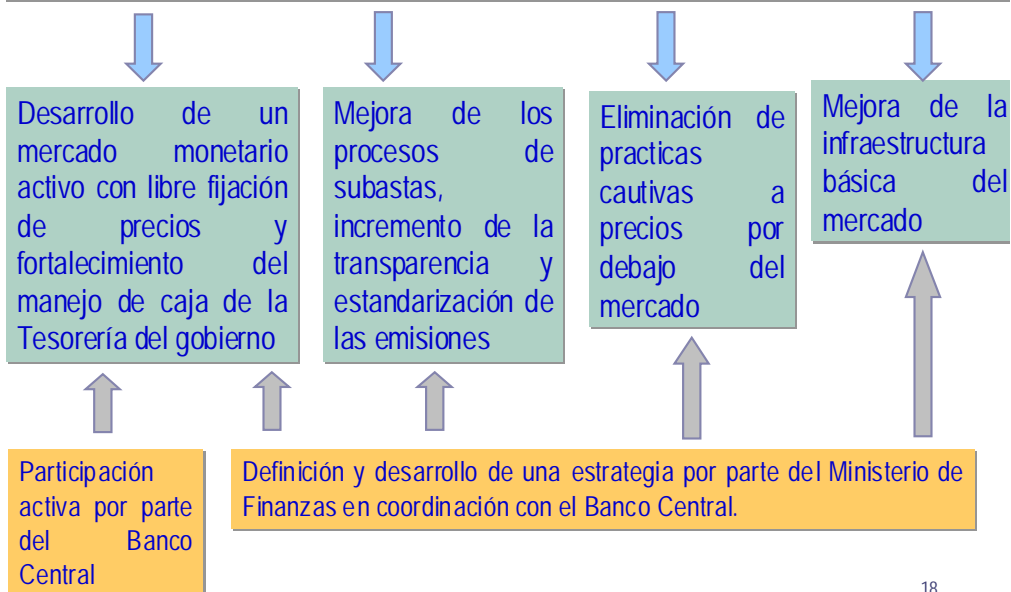 Desarrollo de un
mercado monetario
activo con libre fijación
de precios y
fortalecimiento del
manejo de caja de la
Tesorería del gobierno
Mejora de los
procesos de
subastas,
incremento de la
transparencia y
estandarización de
las emisiones
Eliminación de
practicas
cautivas a
precios por
debajo del
mercado
Mejora de la
infraestructura
básica del
mercado
Participación
activa por parte
del Banco
Central
Definición y desarrollo de una estrategia por parte del Ministerio de
Finanzas en coordinación con el Banco Central.
18